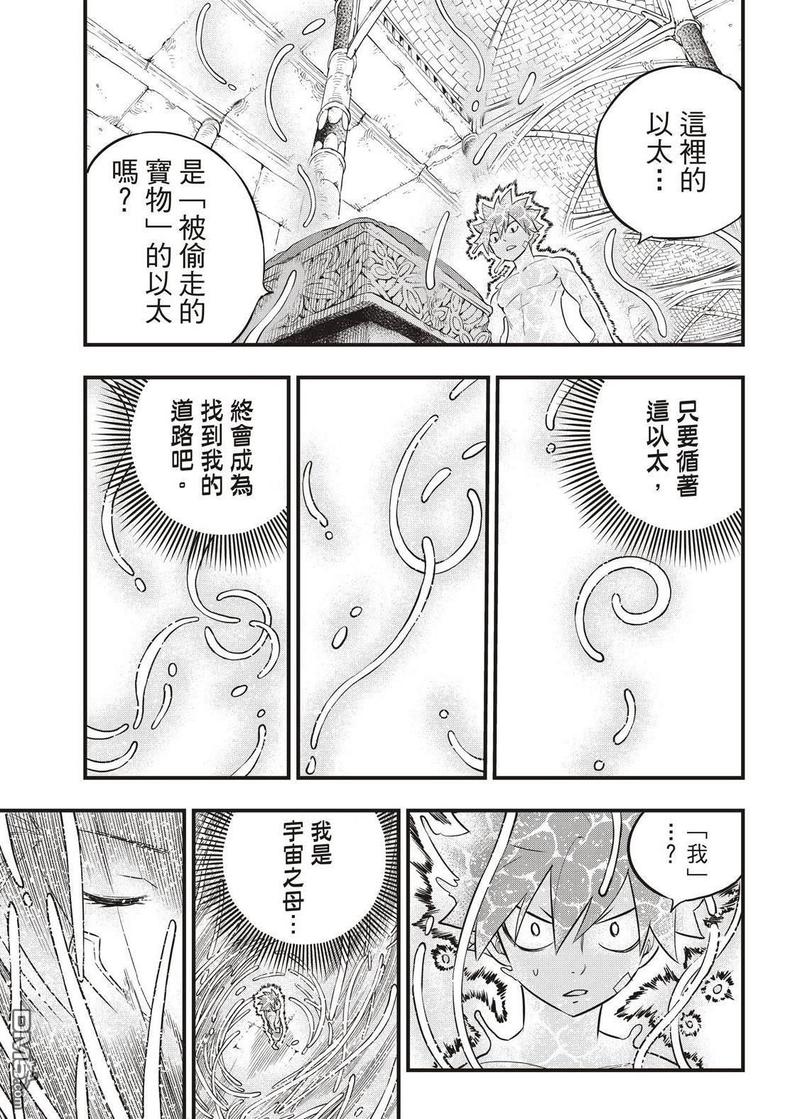 這裡的
以太…
是「被偷走的
寶物」的以太
嗎？
只要循著
這以太，
終會成為
找到我的
道路吧。
「我」
…？
我是
宇宙之母…
DM5.COM